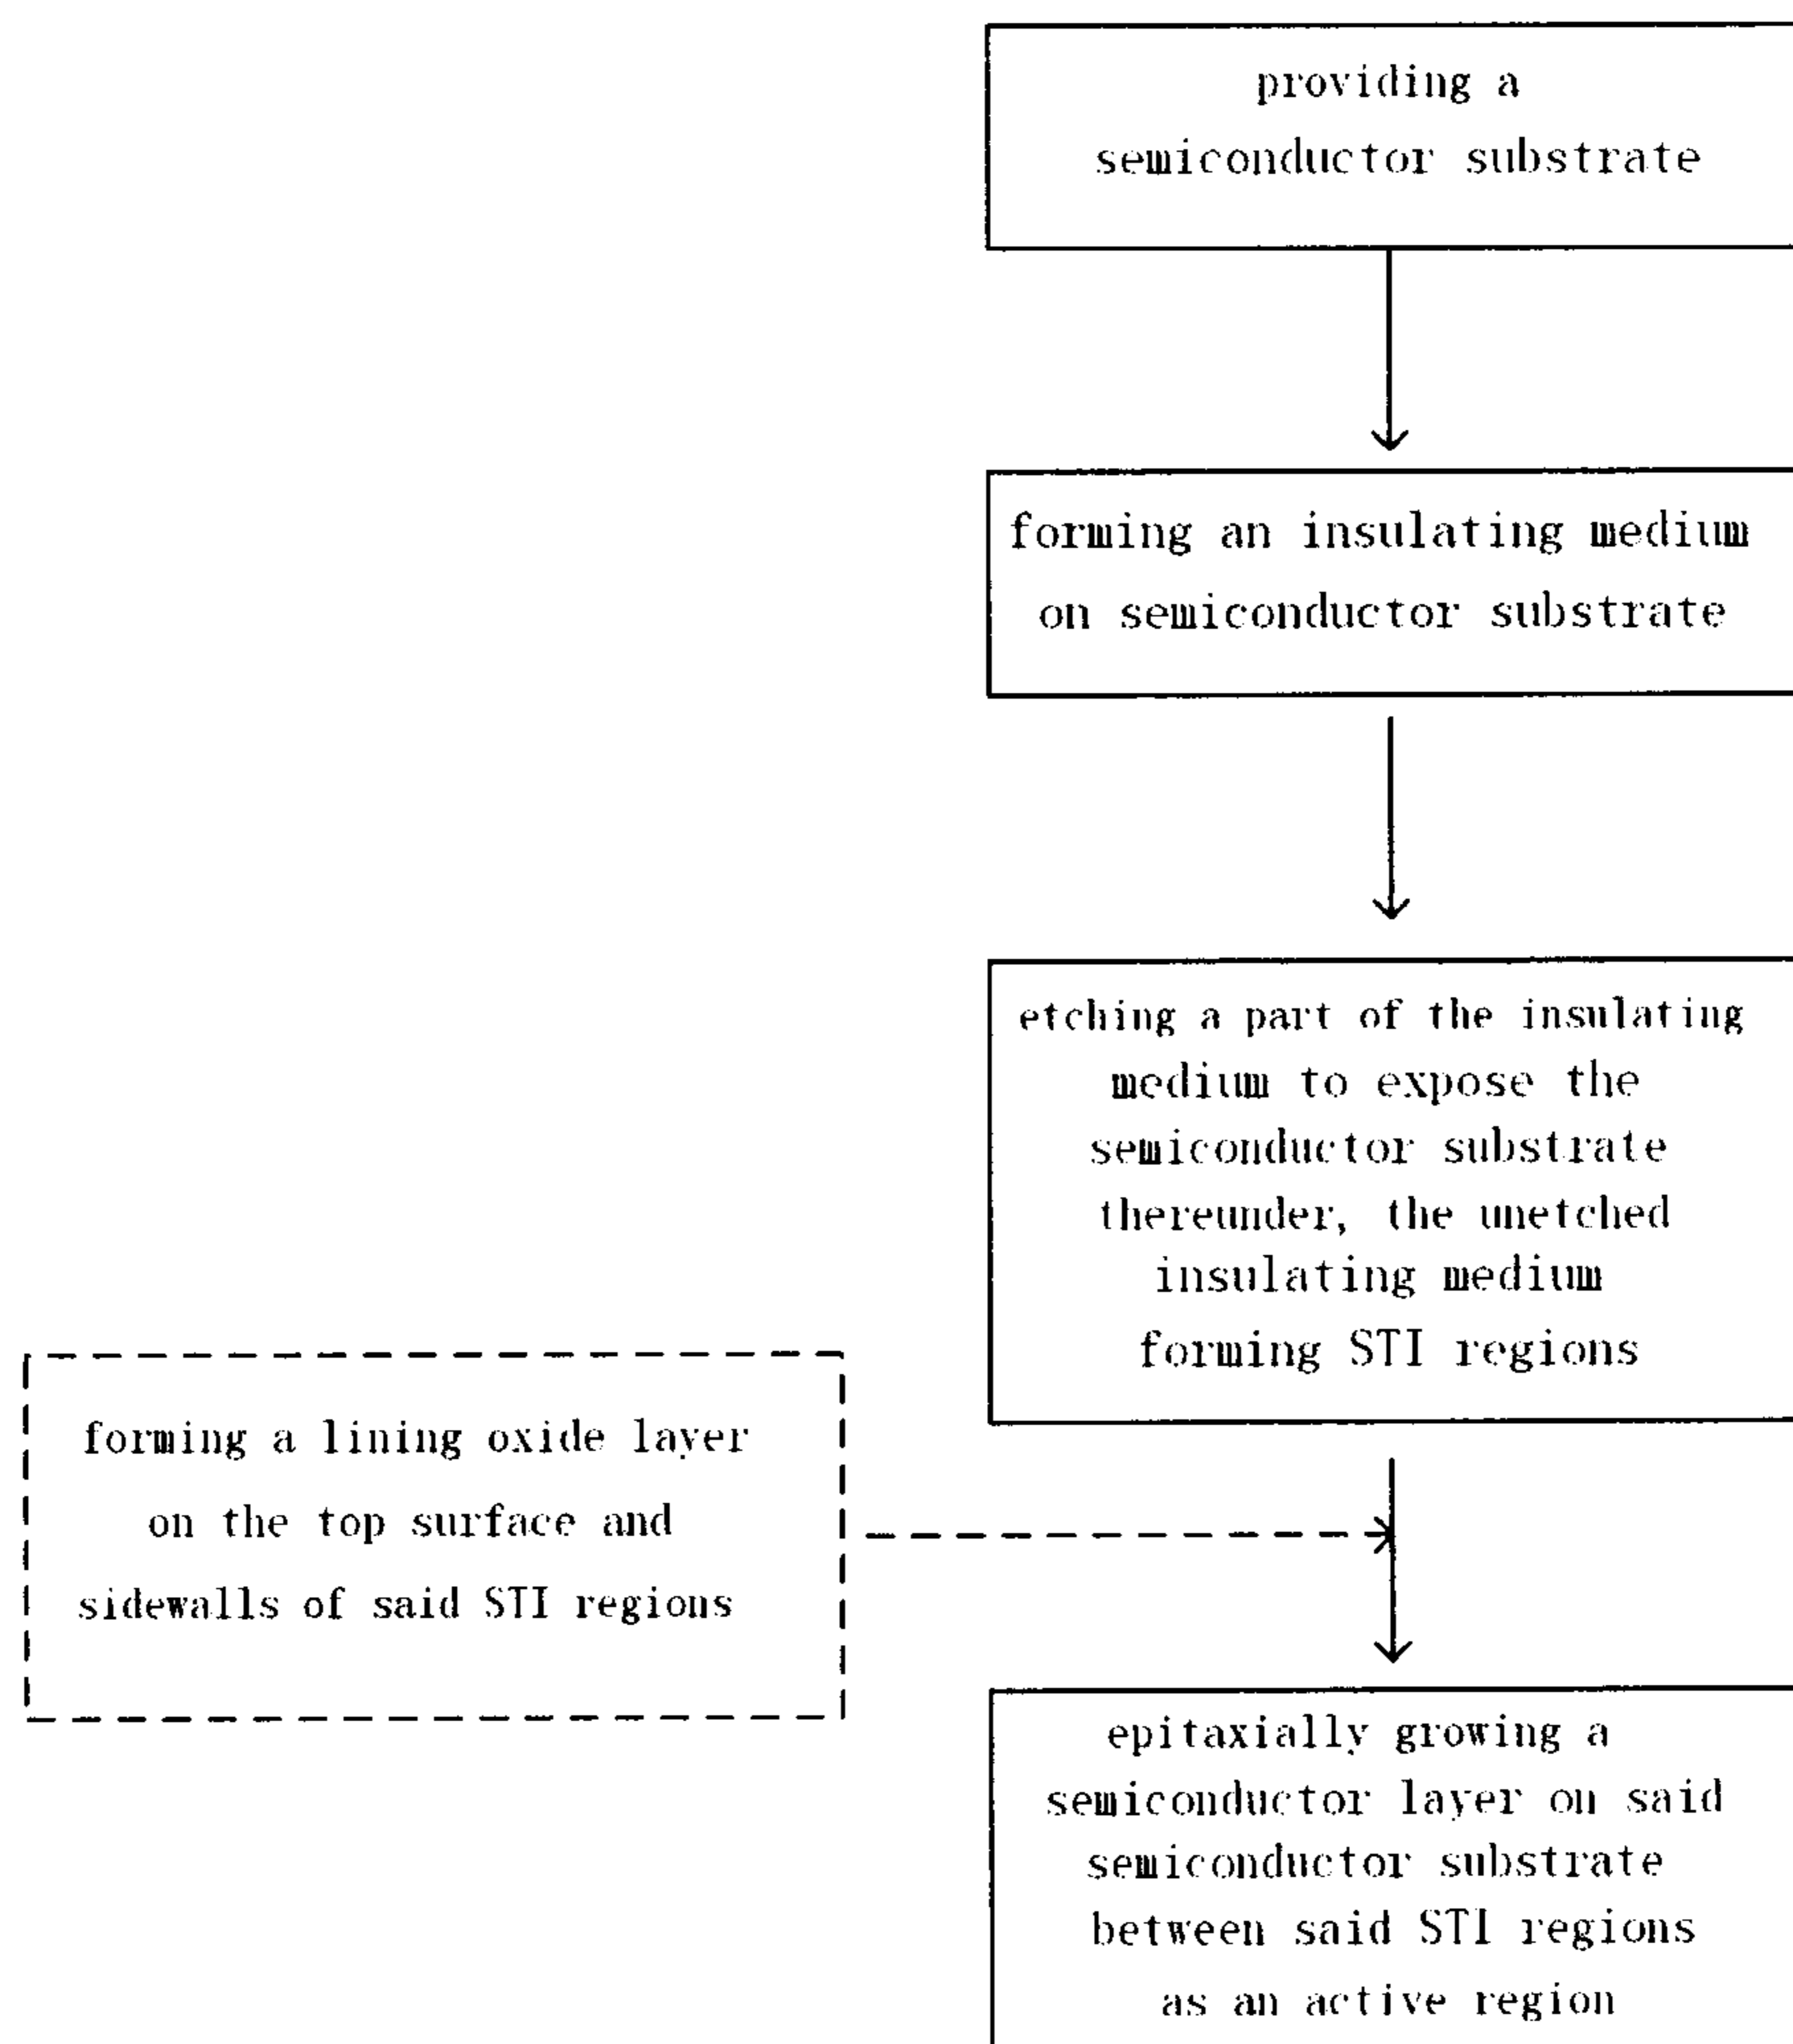 providing a
semiconductor substrate
forming an insulating medium
on semiconductor substrate
etching a part of the insulating
medium to expose the
semiconductor substrate
thereunder, the unetched
insulating medium
forming STI regions
forming a lining oxide layer
on the top surface and
sidewalls of said STI regions
epitaxially growing a
semiconductor layer on said
semiconductor substrate
between said STI regions
as an active region